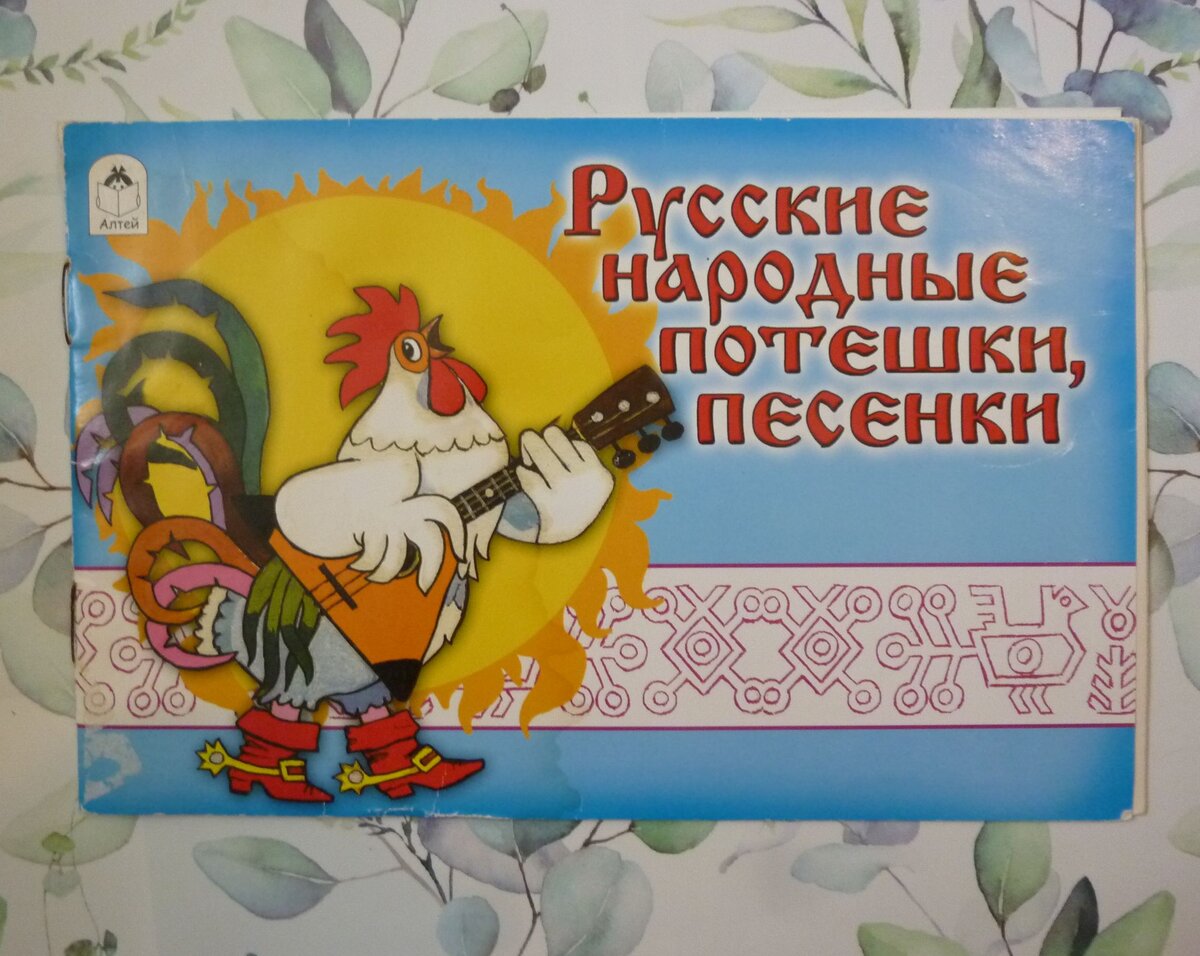 Алтей
Русские
народные
потешки,
песенки